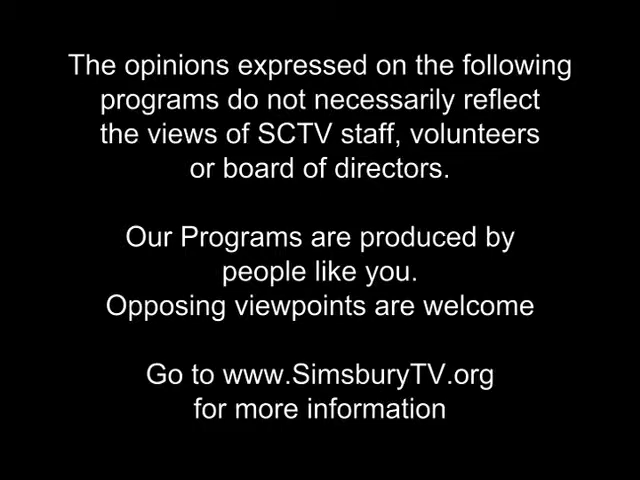 The opinions expressed on the following
programs do not necessarily reflect
the views of SCTV staff, volunteers
or board of directors.
Our Programs are produced by
people like you.
Opposing viewpoints are welcome
Go to www.SimsburyTV.org
for more information